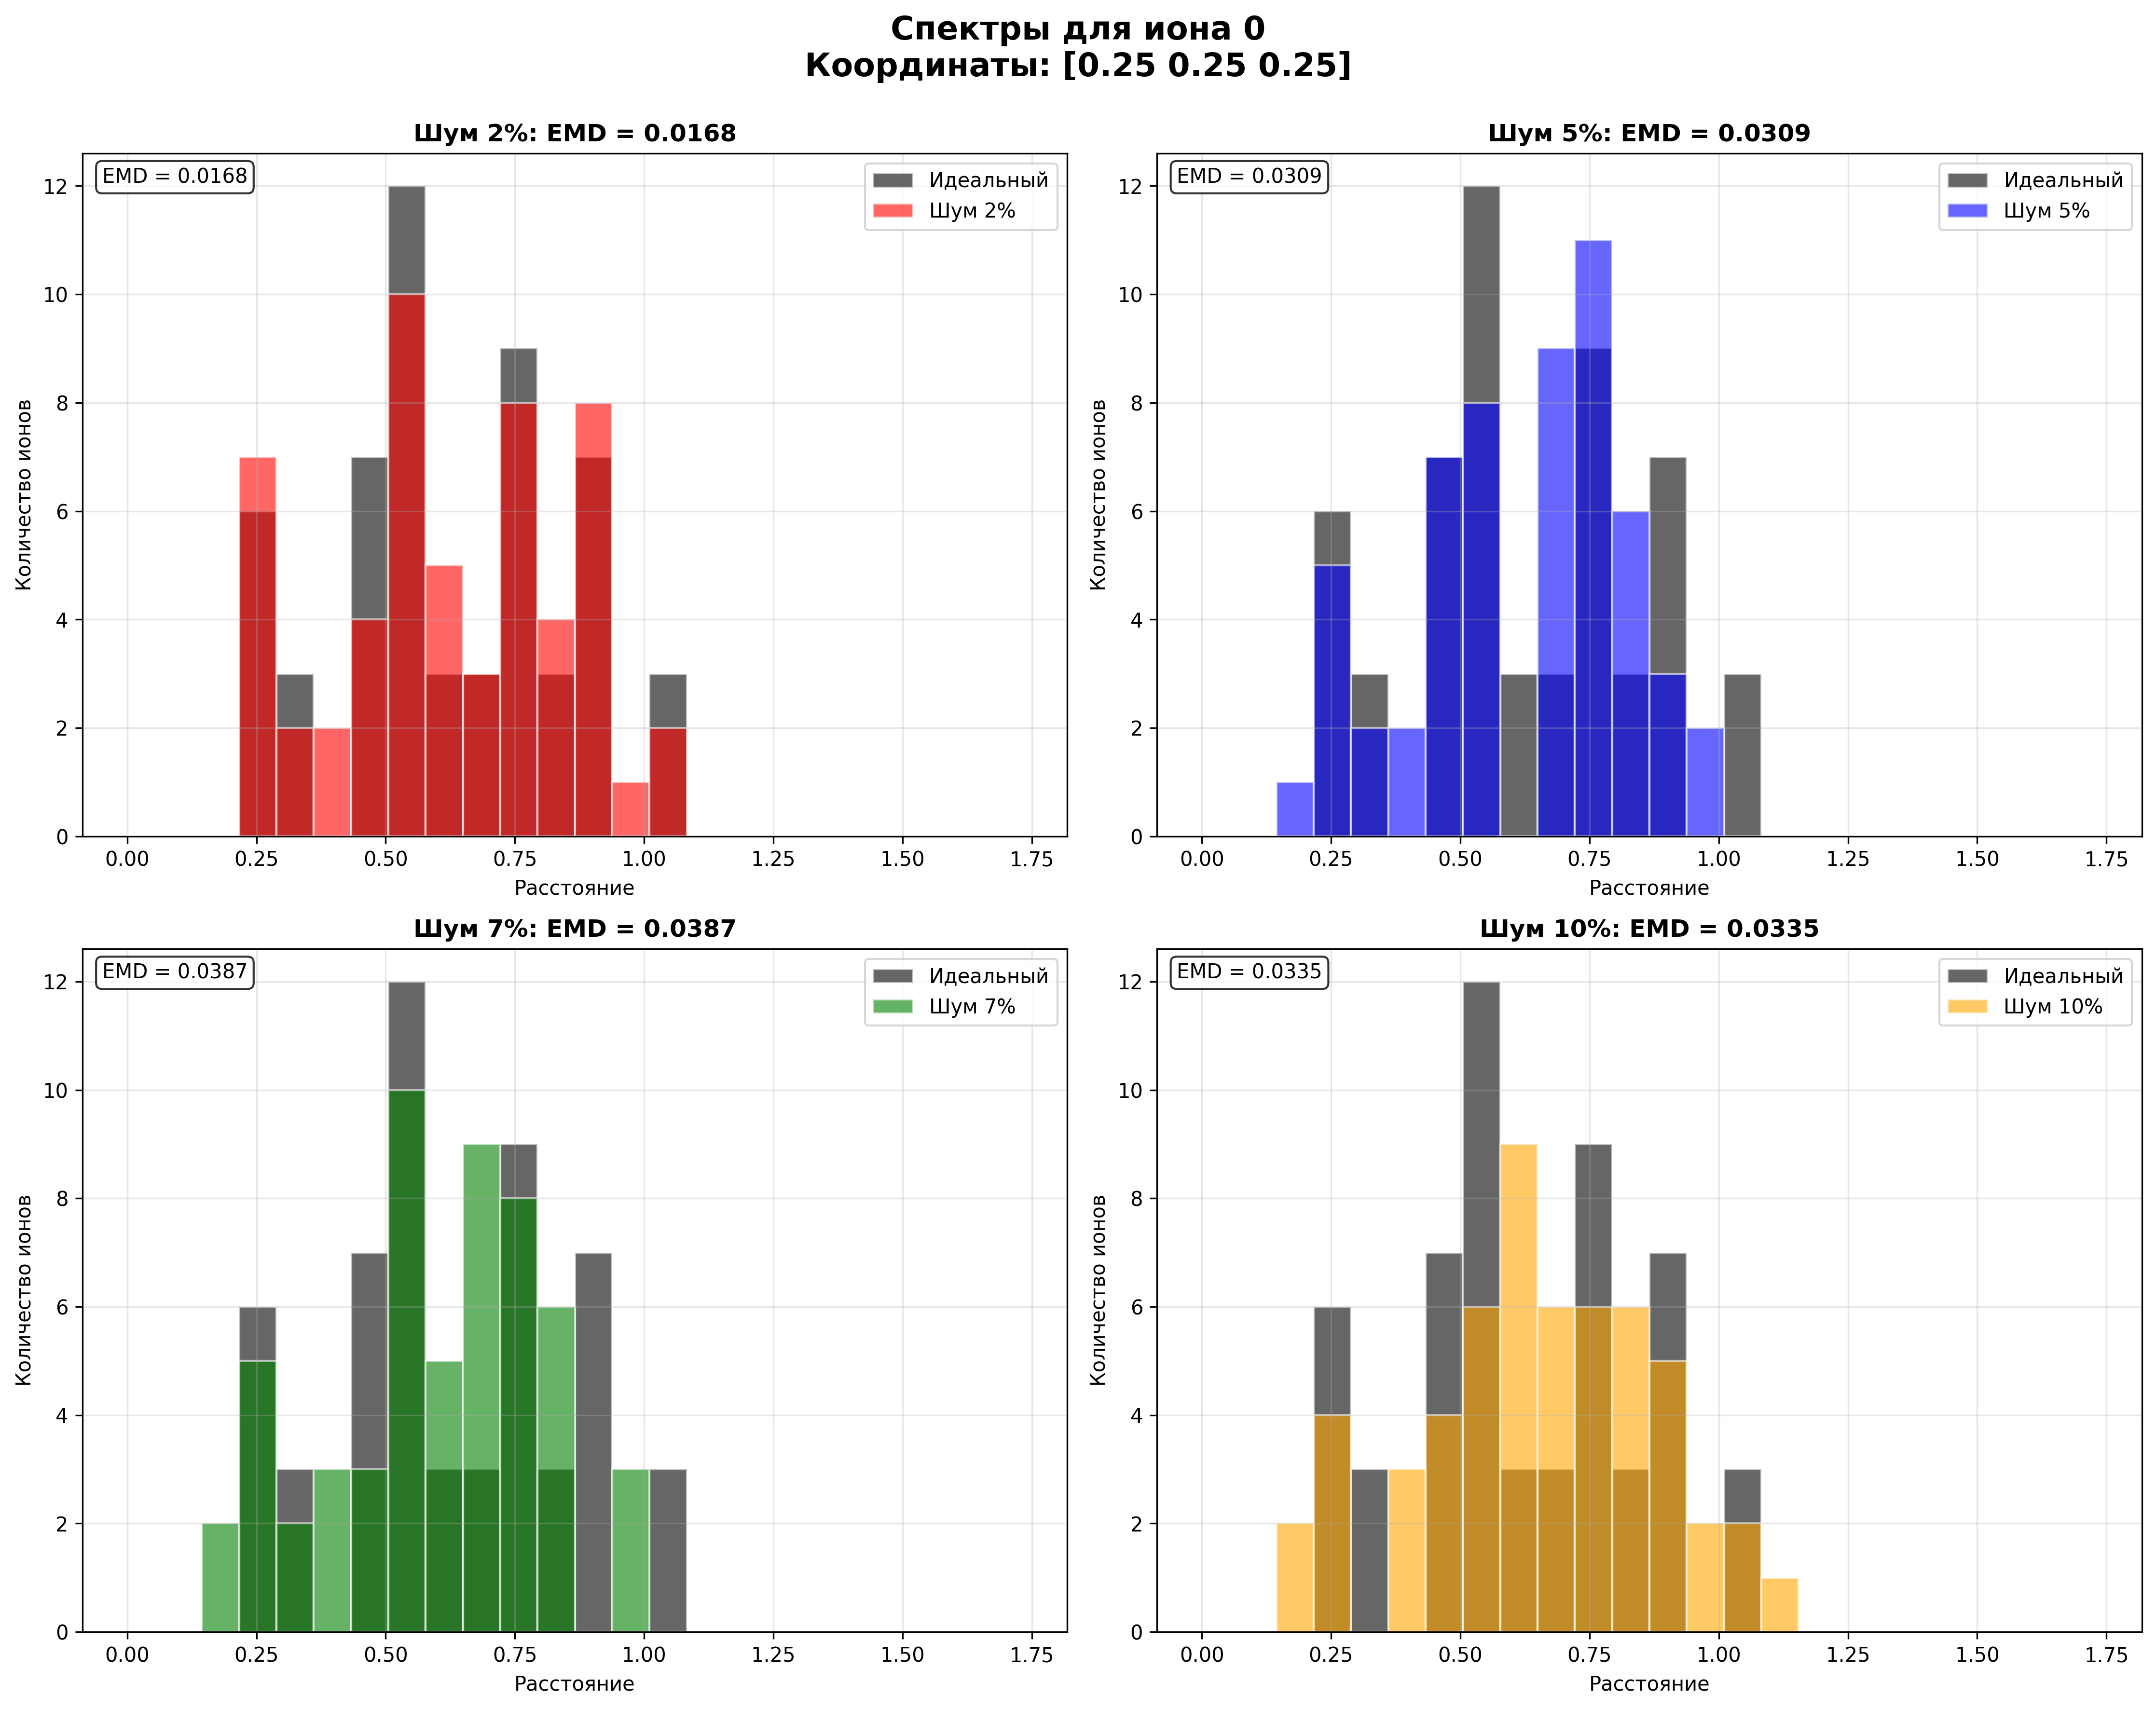 Спектры для иона 0
Координаты: [0.25 0.25 0.25]
Шум 2%: EMD = 0.0168
EMD = 0.0168
Идеальный
Шум 2%
Количество ионов
12
10
8
6
4
2
0
0.00 0.25 0.50 0.75 1.00 1.25 1.50 1.75
Расстояние
Шум 5%: EMD = 0.0309
EMD = 0.0309
Идеальный
Шум 5%
Количество ионов
12
10
8
6
4
2
0
0.00 0.25 0.50 0.75 1.00 1.25 1.50 1.75
Расстояние
Шум 7%: EMD = 0.0387
EMD = 0.0387
Идеальный
Шум 7%
Количество ионов
12
10
8
6
4
2
0
0.00 0.25 0.50 0.75 1.00 1.25 1.50 1.75
Расстояние
Шум 10%: EMD = 0.0335
EMD = 0.0335
Идеальный
Шум 10%
Количество ионов
12
10
8
6
4
2
0
0.00 0.25 0.50 0.75 1.00 1.25 1.50 1.75
Расстояние